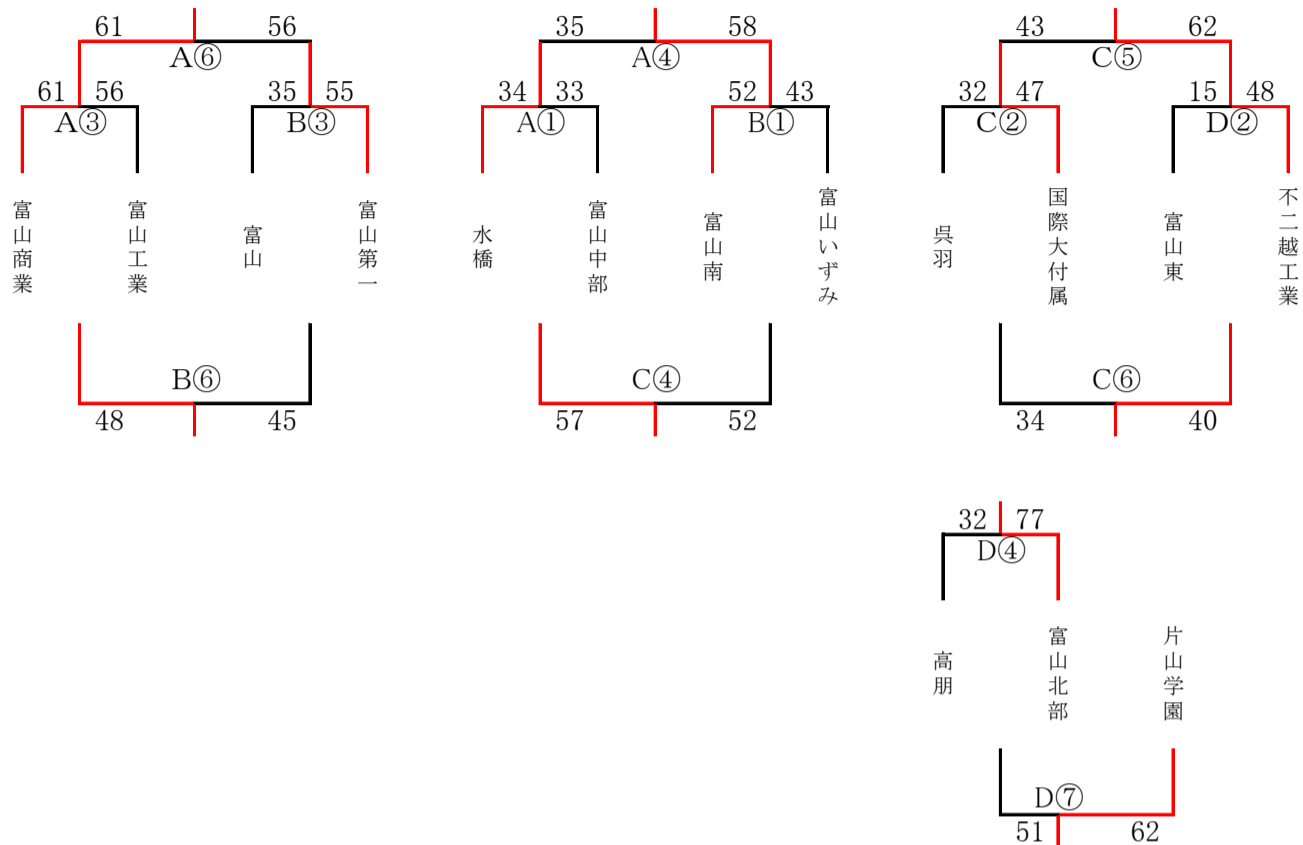 61 56 35 58 43 62
A⑥ A④ C⑤
61 56 35 55 34 33 52 43 32 47 15 48
A③ B③ A① B① C② D②
富山商業
富山工業
富山
富山第一
水橋
富山中部
富山南
富山いずみ
呉羽
国際大付属
富山東
不二越工業
B⑥ C④ C⑥
48 45 57 52 34 40
32 77
D④
高朋
富山北部
片山学園
D⑦
51 62